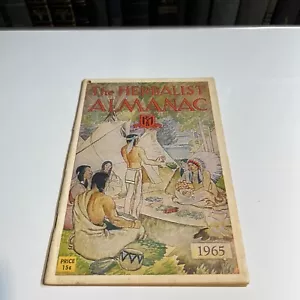 The HERBALIST
ALMANAC
1965
PRICE
15¢